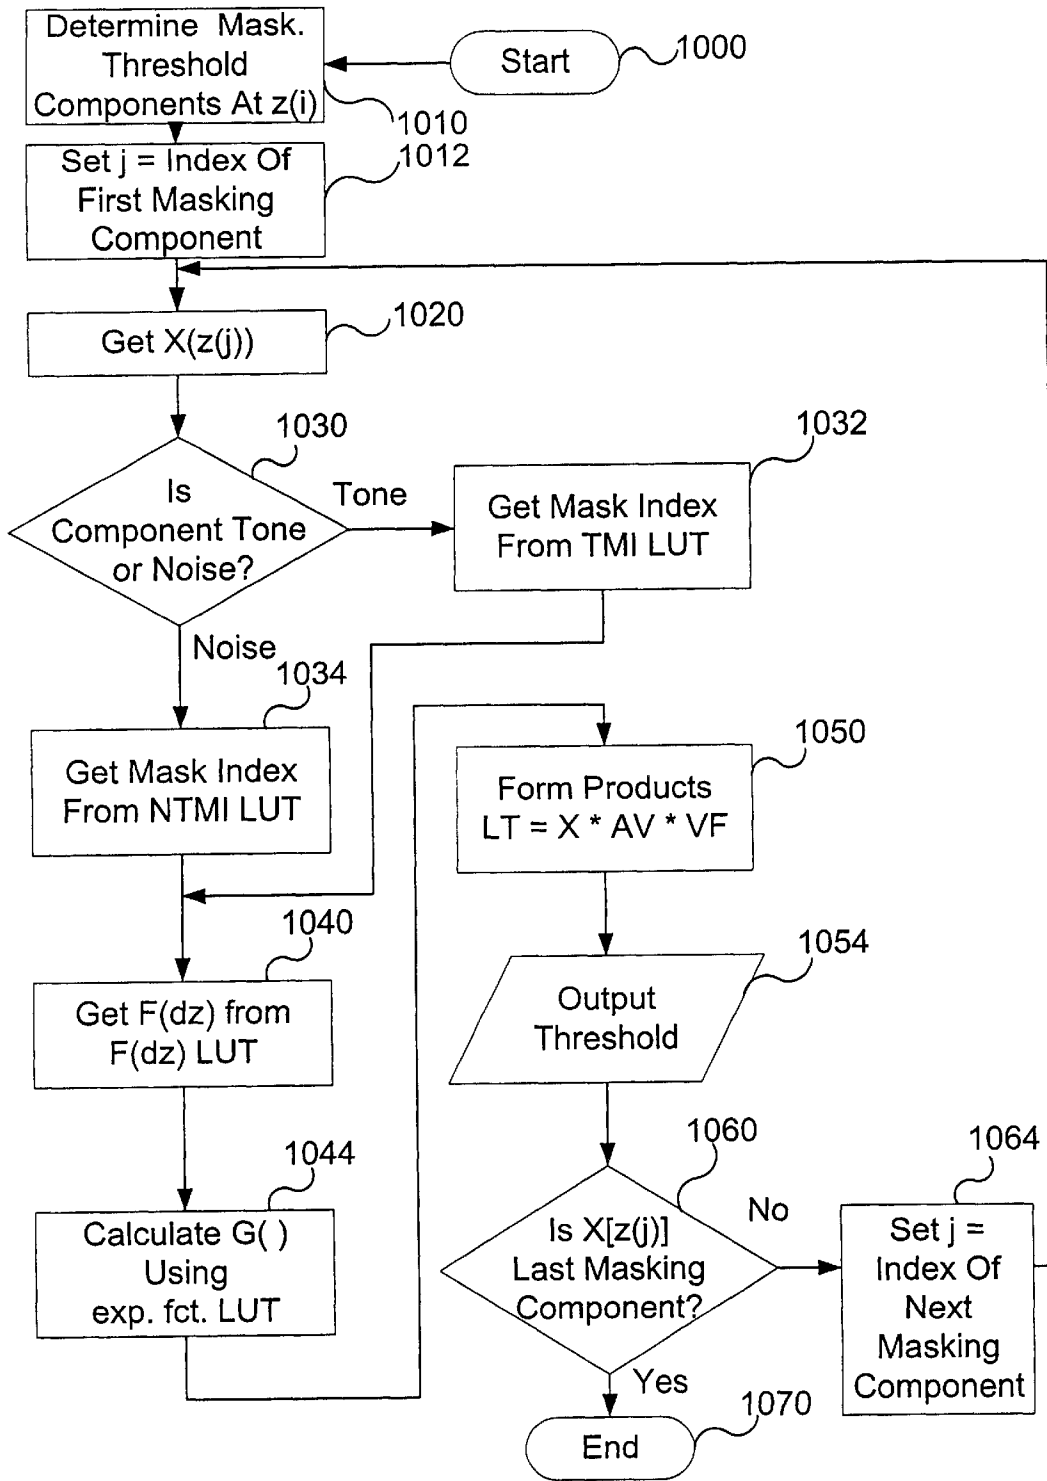 Start
1000
Determine Mask.
Threshold
Components At z(i)
1010
Set j = Index Of
First Masking
Component
1012
Get X(z(j))
1020
Is
Component Tone
or Noise?
1030
Tone
Get Mask Index
From TMI LUT
1032
Noise
Get Mask Index
From NTMI LUT
1034
Get F(dz) from
F(dz) LUT
1040
Calculate G( )
Using
exp. fct. LUT
1044
Form Products
LT = X * AV * VF
1050
Output
Threshold
1054
Is X[z(j)]
Last Masking
Component?
1060
No
Set j =
Index Of
Next
Masking
Component
1064
Yes
End
1070